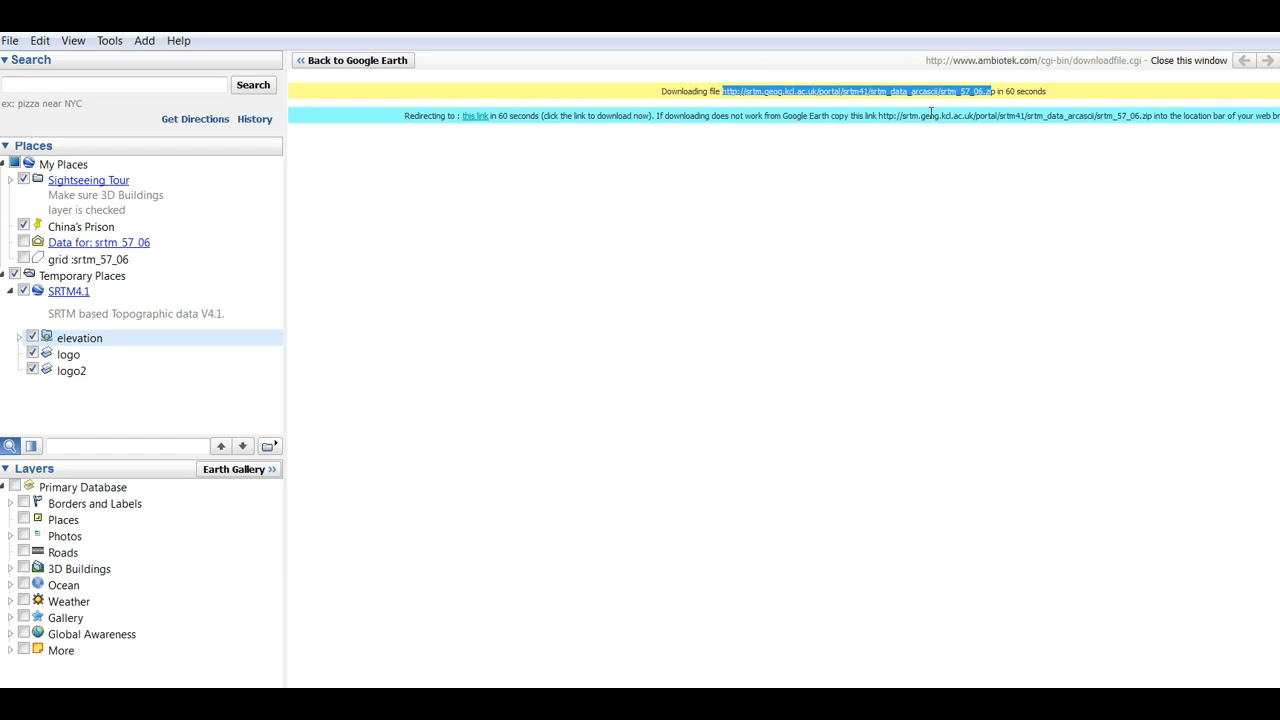 File Edit View Tools Add Help
Search
Search
ex: pizza near NYC
Get Directions History
Places
My Places
Sightseeing Tour
Make sure 3D Buildings
layer is checked
China's Prison
Data for: srtm_57_06
grid :srtm_57_06
Temporary Places
SRTM4.1
SRTM based Topographic data V4.1.
elevation
logo
logo2
Layers
Earth Gallery >>
Primary Database
Borders and Labels
Places
Photos
Roads
3D Buildings
Ocean
Weather
Gallery
Global Awareness
More
<< Back to Google Earth
http://www.ambiotek.com/cgi-bin/downloadfile.cgi - Close this window
Downloading file http://srtm.geog.kcl.ac.uk/portal/srtm41/srtm_data_arcascii/srtm_57_06.zip in 60 seconds
Redirecting to : this link in 60 seconds (click the link to download now). If downloading does not work from Google Earth copy this link http://srtm.geog.kcl.ac.uk/portal/srtm41/srtm_data_arcascii/srtm_57_06.zip into the location bar of your web